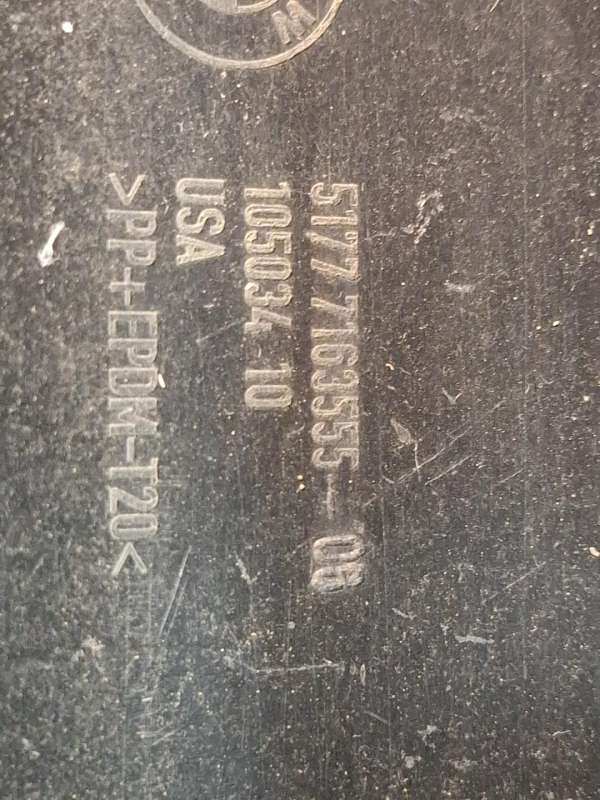 W
5177 7163555-08
105034-10
USA
>PP+EPDM-T20<